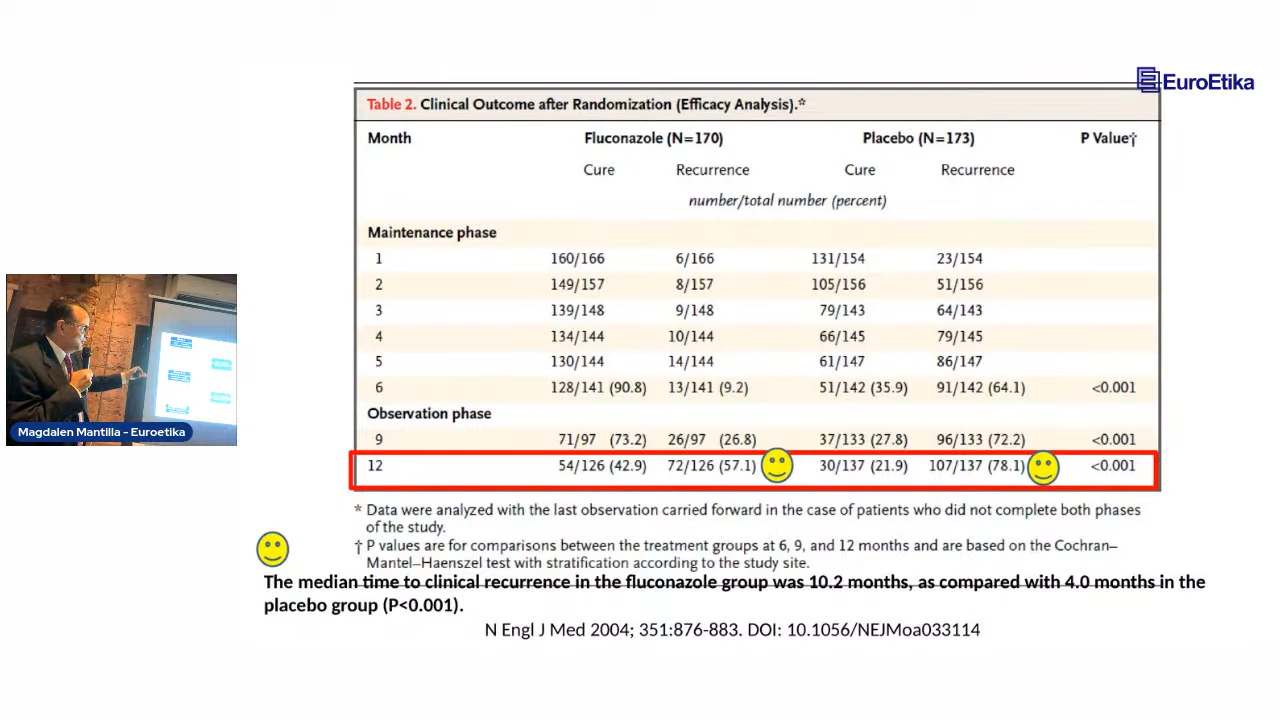 EuroEtika
Table 2. Clinical Outcome after Randomization (Efficacy Analysis).*
Month Fluconazole (N=170) Placebo (N=173) P Value†
Cure Recurrence Cure Recurrence
number/total number (percent)
Maintenance phase
1 160/166 6/166 131/154 23/154
2 149/157 8/157 105/156 51/156
3 139/148 9/148 79/143 64/143
4 134/144 10/144 66/145 79/145
5 130/144 14/144 61/147 86/147
6 128/141 (90.8) 13/141 (9.2) 51/142 (35.9) 91/142 (64.1) <0.001
Observation phase
9 71/97 (73.2) 26/97 (26.8) 37/133 (27.8) 96/133 (72.2) <0.001
12 54/126 (42.9) 72/126 (57.1) 30/137 (21.9) 107/137 (78.1) <0.001
* Data were analyzed with the last observation carried forward in the case of patients who did not complete both phases
of the study.
† P values are for comparisons between the treatment groups at 6, 9, and 12 months and are based on the Cochran–
Mantel–Haenszel test with stratification according to the study site.
The median time to clinical recurrence in the fluconazole group was 10.2 months, as compared with 4.0 months in the
placebo group (P<0.001).
N Engl J Med 2004; 351:876-883. DOI: 10.1056/NEJMoa033114
Magdalen Mantilla - Euroetika